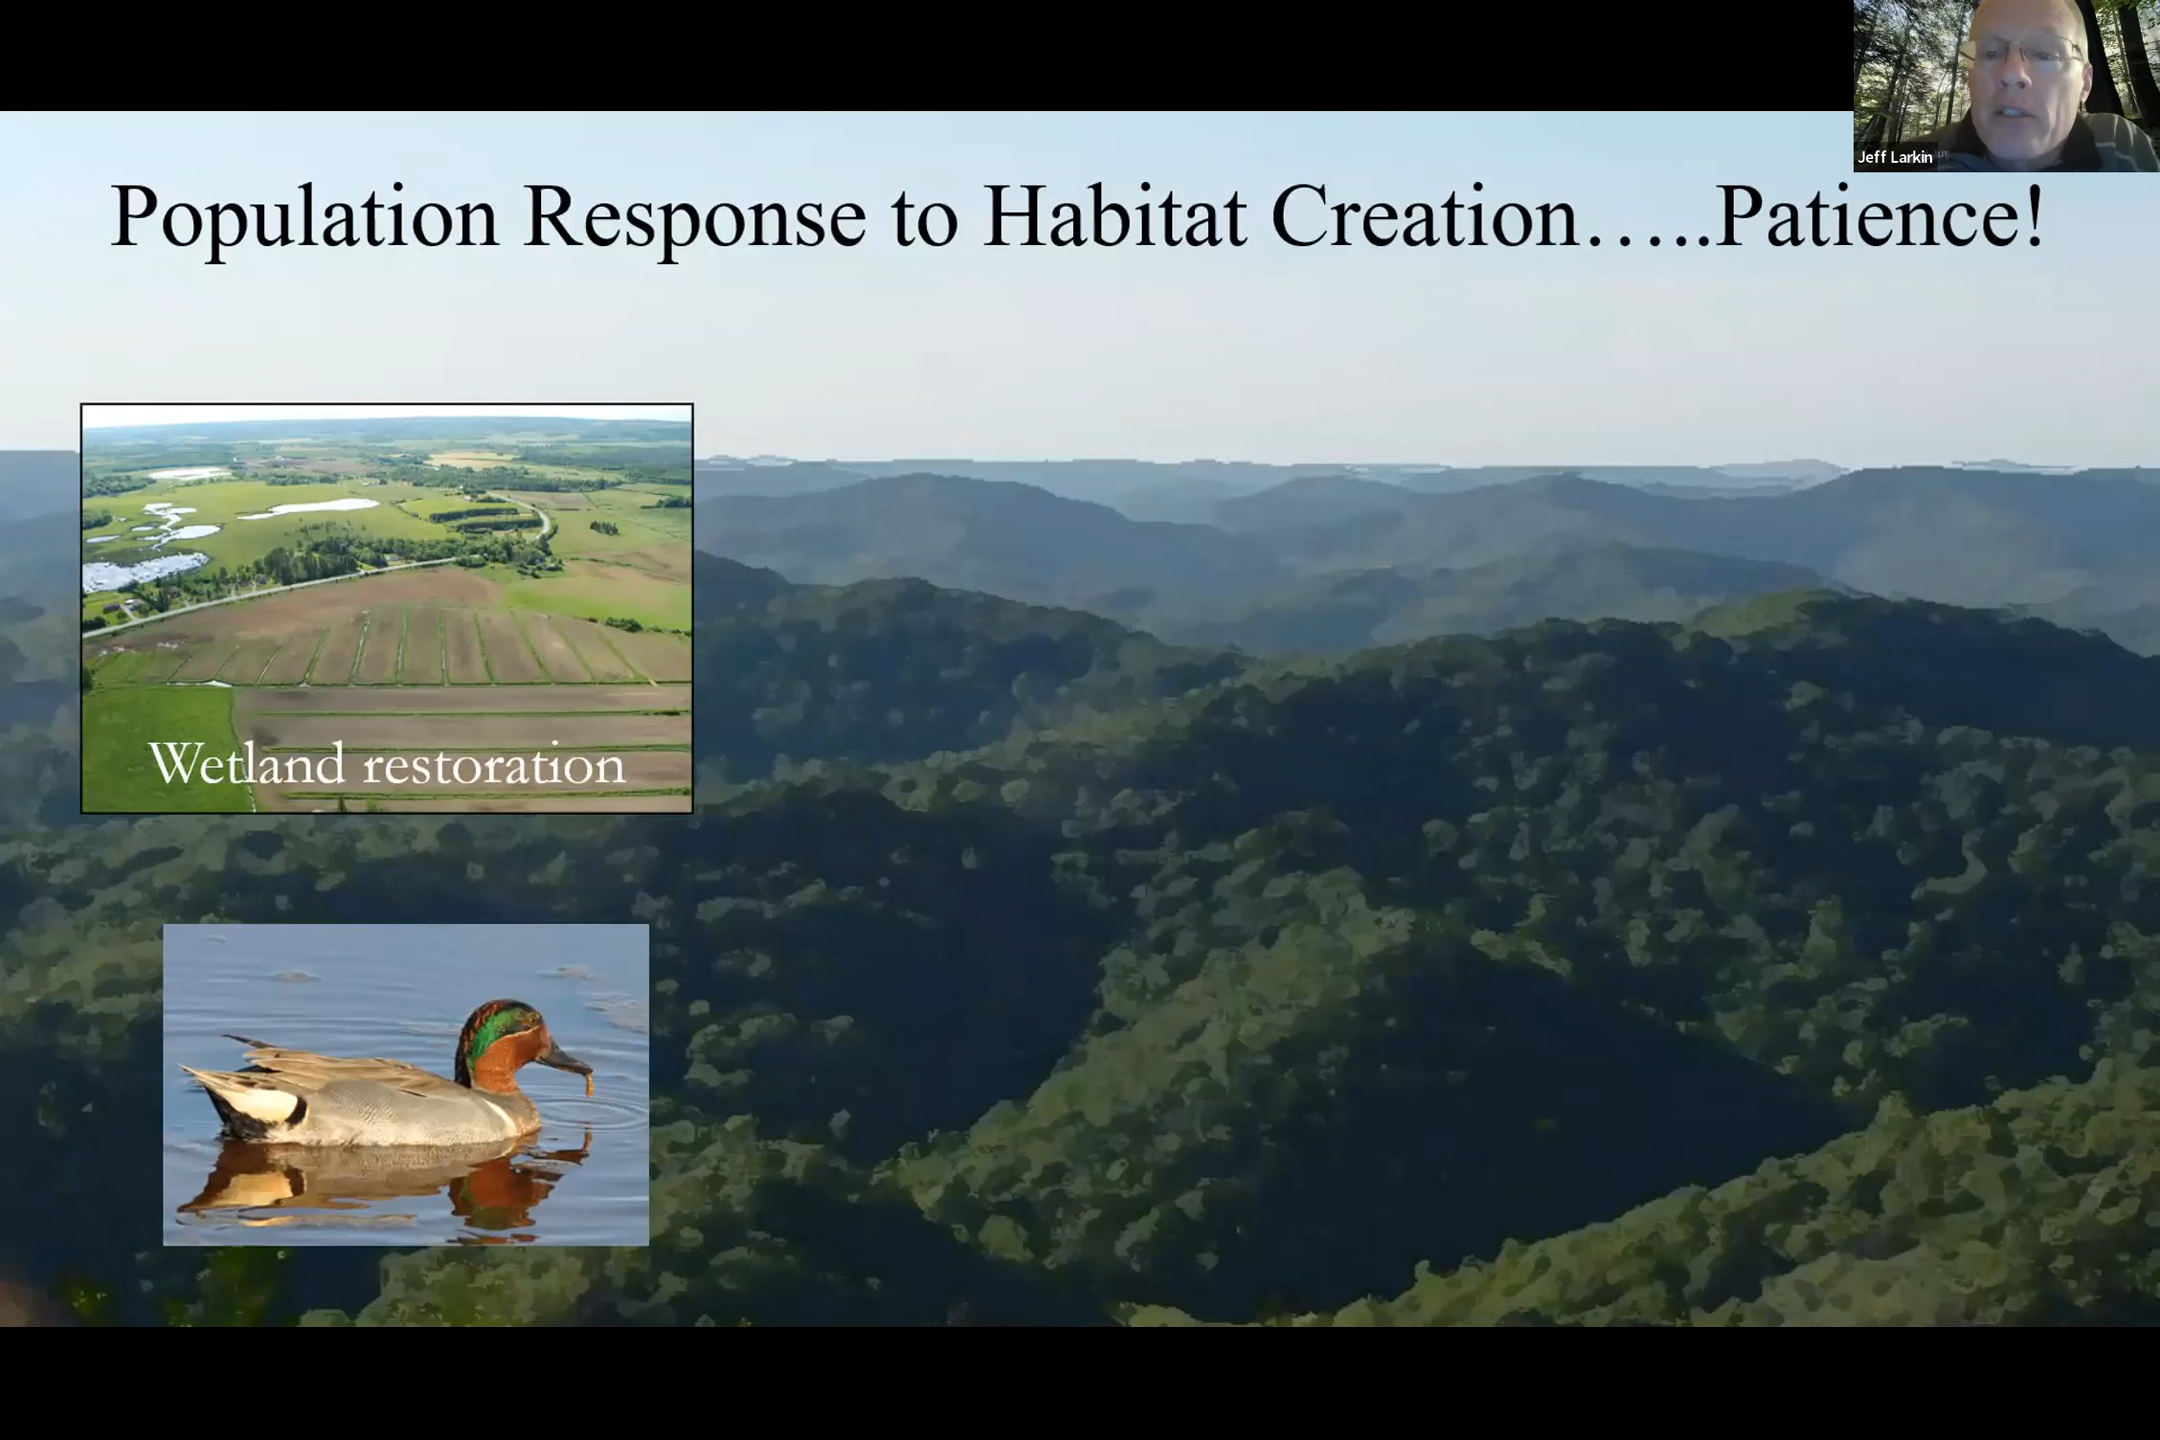 Jeff Larkin
Population Response to Habitat Creation…..Patience!
Wetland restoration